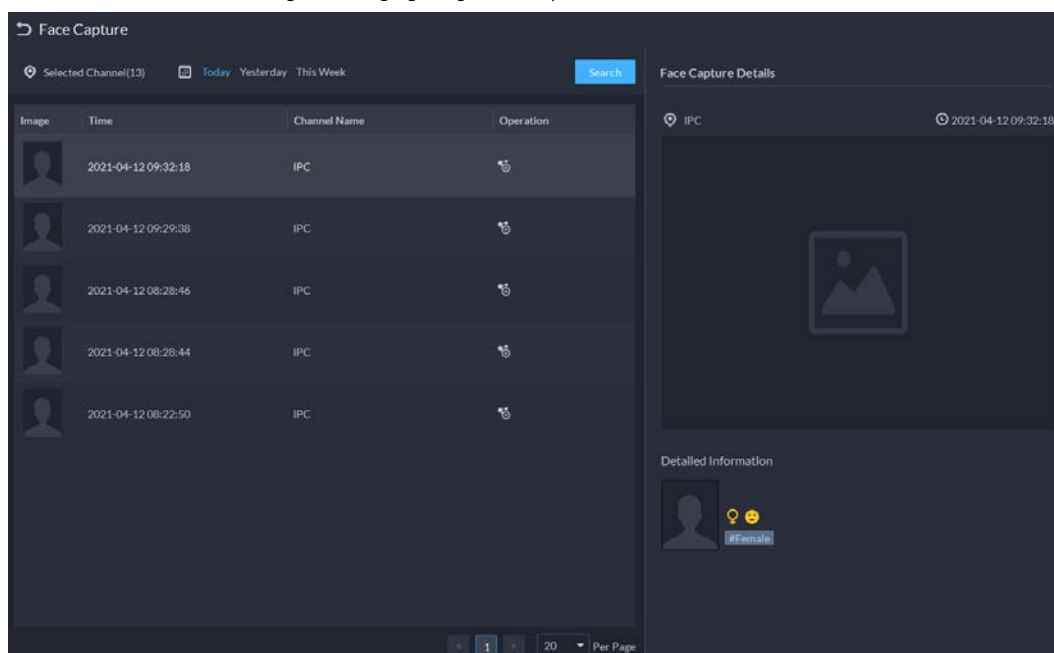 Face Capture
Selected Channel(13) Today Yesterday This Week Search
Image Time Channel Name Operation
2021-04-12 09:32:18 IPC
2021-04-12 09:29:38 IPC
2021-04-12 08:28:46 IPC
2021-04-12 08:28:44 IPC
2021-04-12 08:22:50 IPC
1 20 Per Page
Face Capture Details
IPC 2021-04-12 09:32:18
Detailed Information
#Female